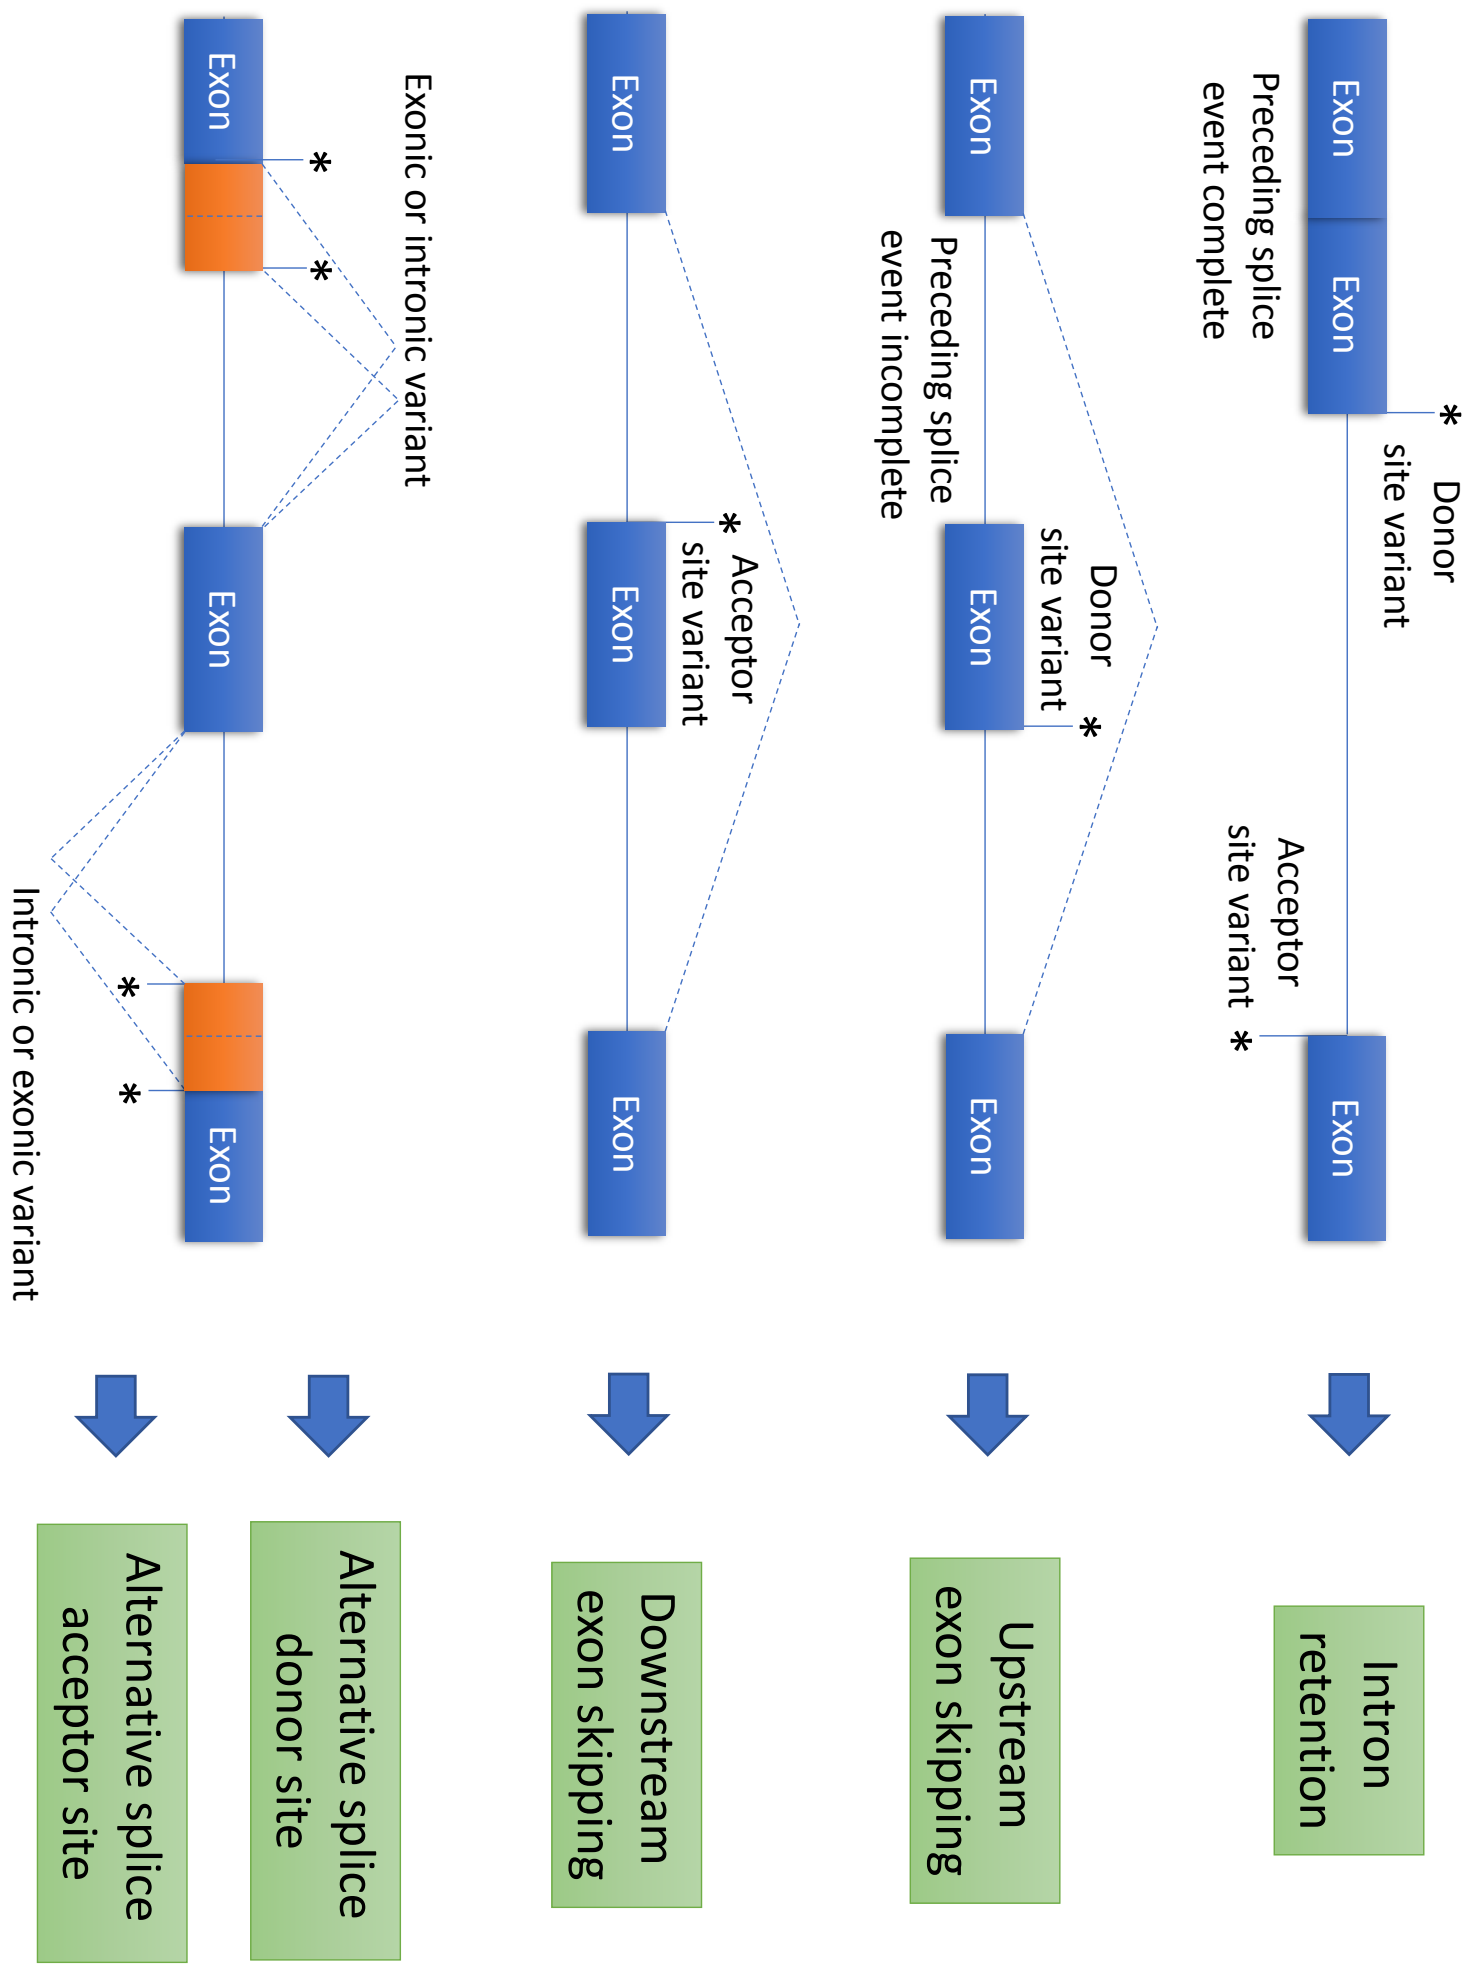 Exon
Exon
Exon
Donor
site variant
Acceptor
site variant
*
*
Preceding splice
event complete
Intron
retention
Exon
Exon
Exon
Donor
site variant
*
Preceding splice
event incomplete
Upstream
exon skipping
Exon
Exon
Exon
*
Acceptor
site variant
Downstream
exon skipping
Exonic or intronic variant
*
*
Exon
Exon
Exon
*
*
Intronic or exonic variant
Alternative splice
donor site
Alternative splice
acceptor site